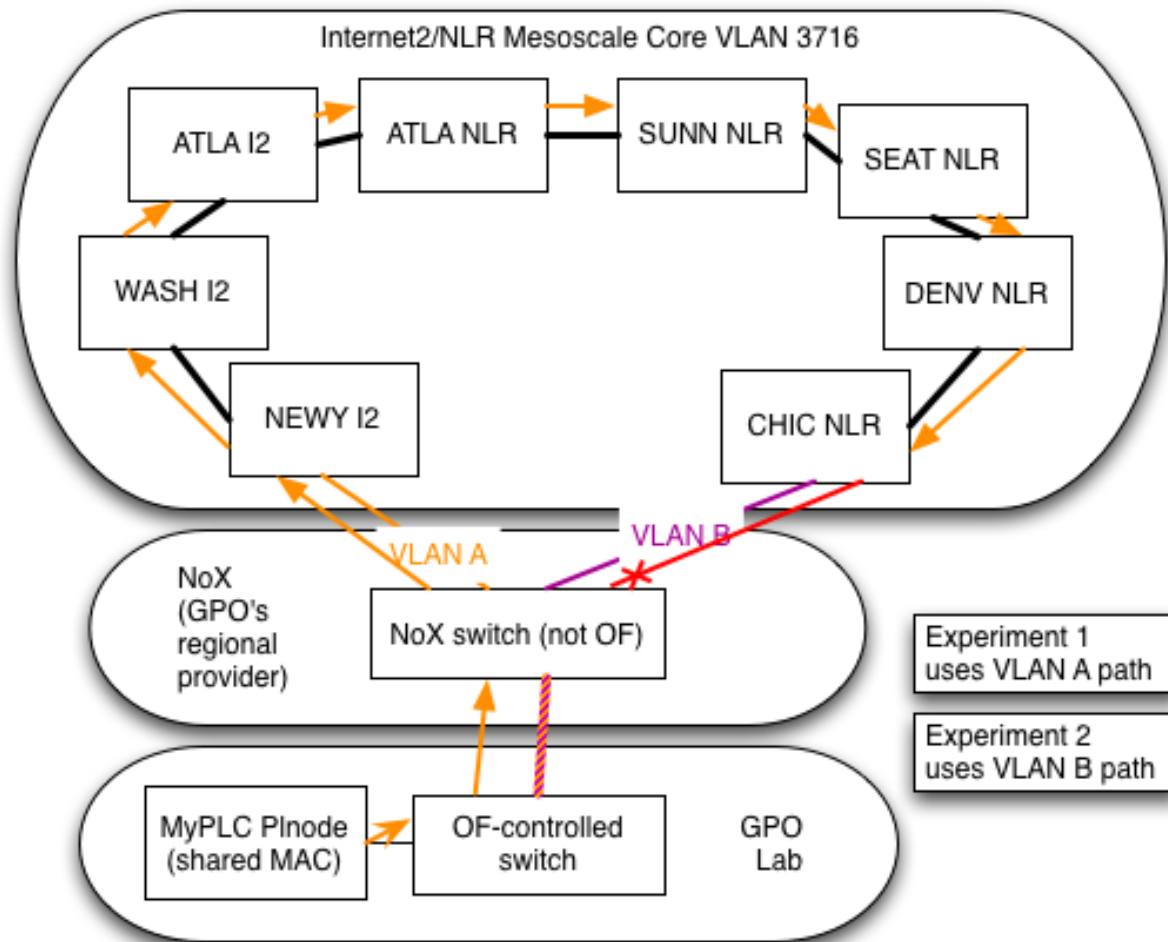 Internet2/NLR Mesoscale Core VLAN 3716
ATLA I2
ATLA NLR
SUNN NLR
SEAT NLR
WASH I2
DENV NLR
NEWY I2
CHIC NLR
VLAN A
VLAN B
NoX
(GPO's
regional
provider)
NoX switch (not OF)
Experiment 1
uses VLAN A path
Experiment 2
uses VLAN B path
MyPLC Plnode
(shared MAC)
OF-controlled
switch
GPO
Lab